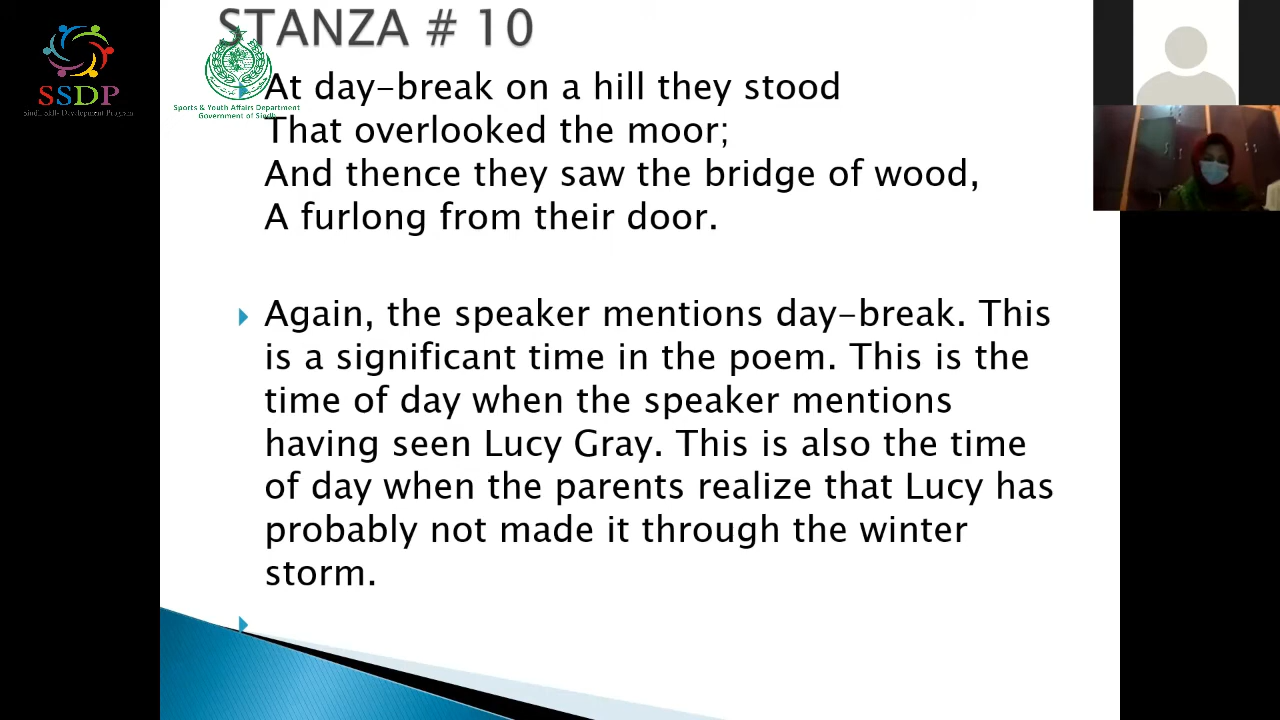 STANZA # 10
SSDP
Sindh Skills Development Program
Sports & Youth Affairs Department
Government of Sindh
At day-break on a hill they stood
That overlooked the moor;
And thence they saw the bridge of wood,
A furlong from their door.
Again, the speaker mentions day-break. This
is a significant time in the poem. This is the
time of day when the speaker mentions
having seen Lucy Gray. This is also the time
of day when the parents realize that Lucy has
probably not made it through the winter
storm.